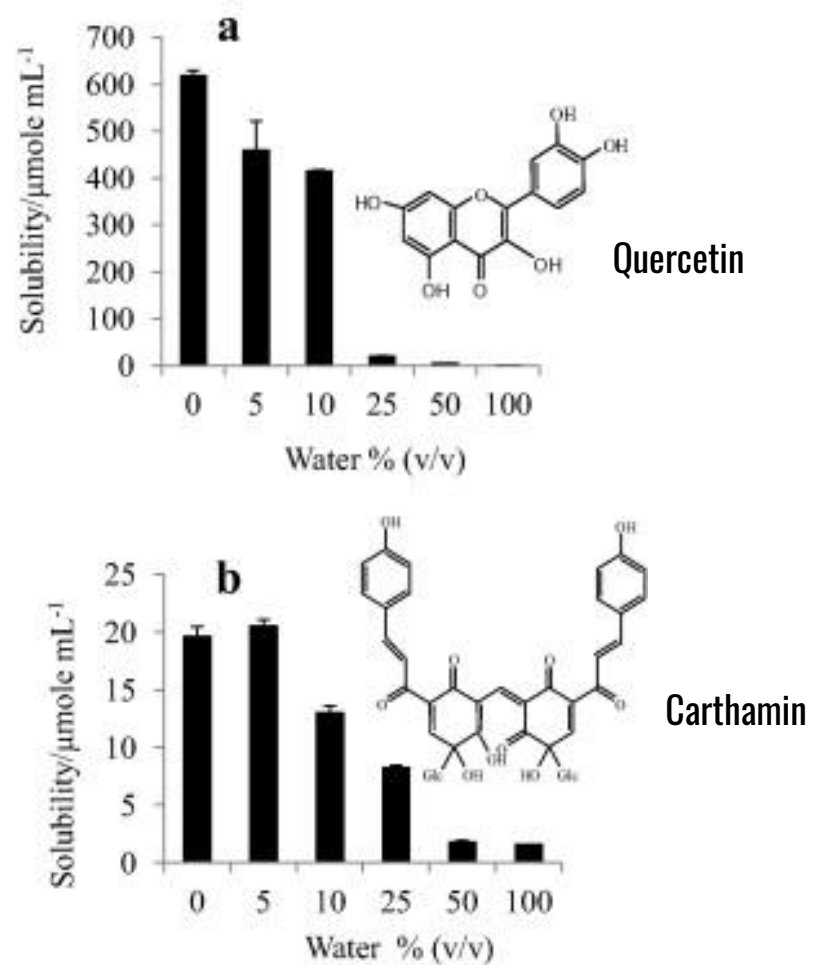 a
700
600
500
400
300
200
100
0
Solubility/μmole mL-1
0 5 10 25 50 100
Water % (v/v)
OH
OH
HO
O
OH
OH
O
Quercetin
b
25
20
15
10
5
0
Solubility/μmole mL-1
0 5 10 25 50 100
Water % (v/v)
OH OH
O O
O O O
OH
Glc OH HO Glc
Carthamin